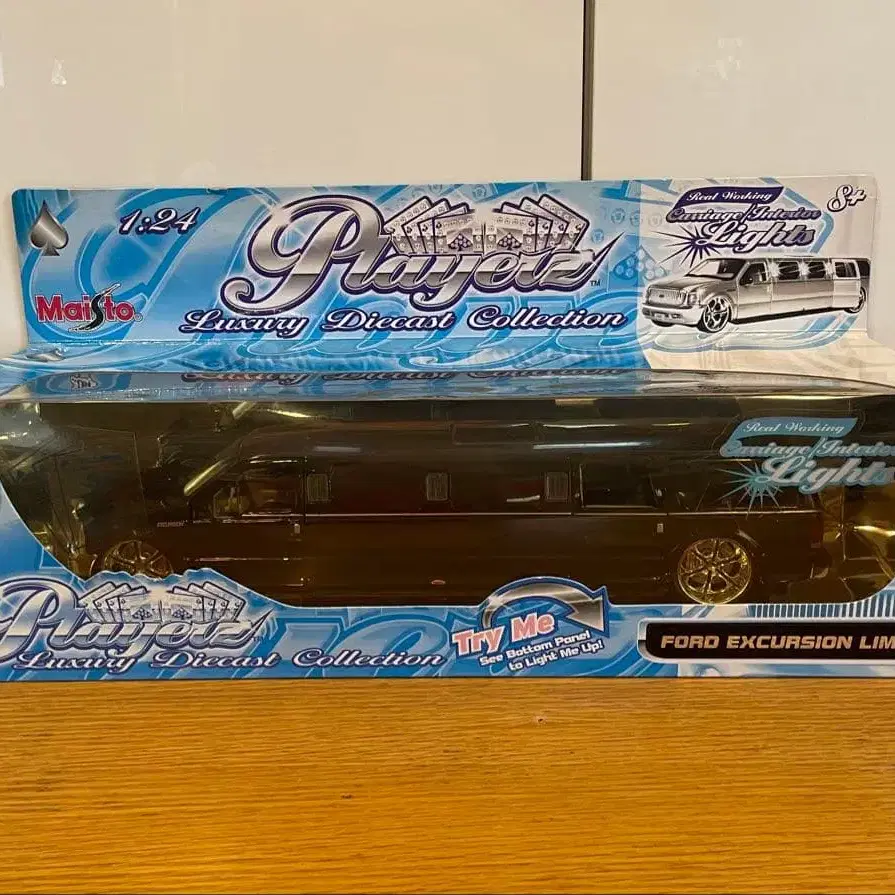 1:24
Maisto
Playerz™
Luxury Diecast Collection
Real Working
Carriage/Interior
Lights
8+
Real Working
Carriage/Interior
Lights
Playerz
Luxury Diecast Collection
Try Me
See Bottom Panel
to Light Me Up!
FORD EXCURSION LIM